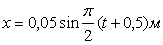 x = 0,05 sin π/2 (t + 0,5) м